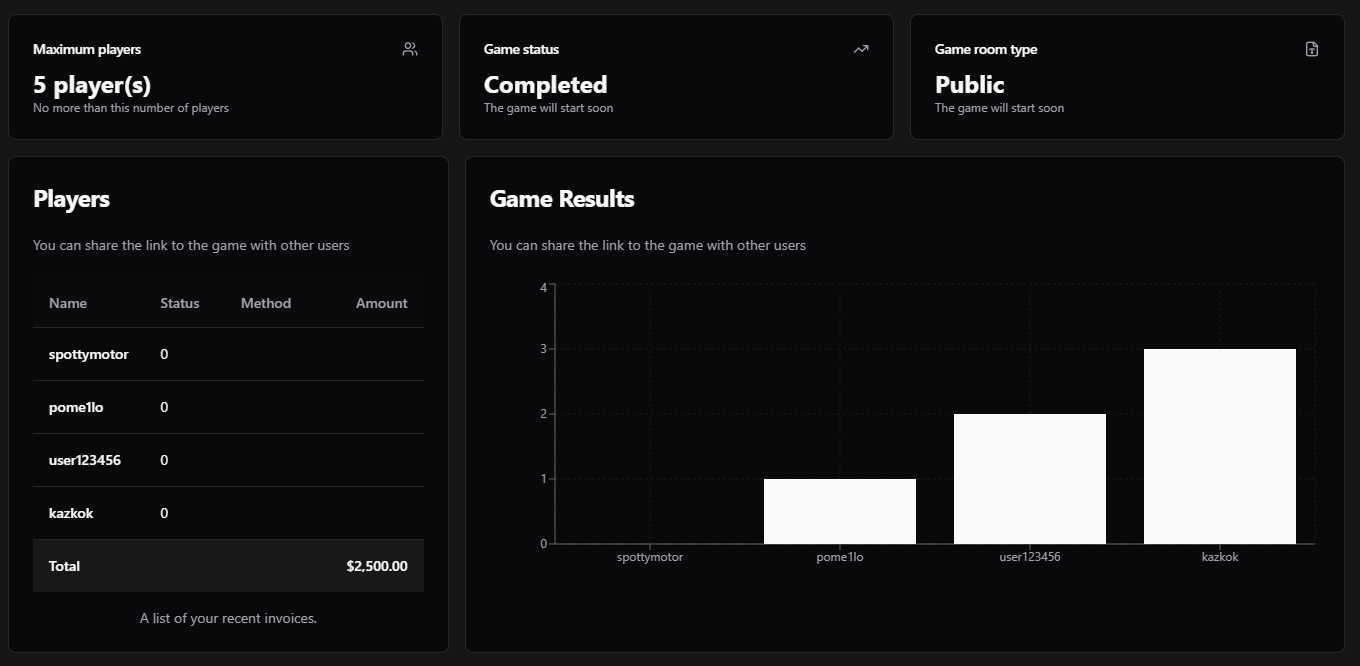 Maximum players
5 player(s)
No more than this number of players
Game status
Completed
The game will start soon
Game room type
Public
The game will start soon
Players
You can share the link to the game with other users
Name Status Method Amount
spottymotor 0
pome1lo 0
user123456 0
kazkok 0
Total $2,500.00
A list of your recent invoices.
Game Results
You can share the link to the game with other users
4
3
2
1
0
spottymotor pome1lo user123456 kazkok